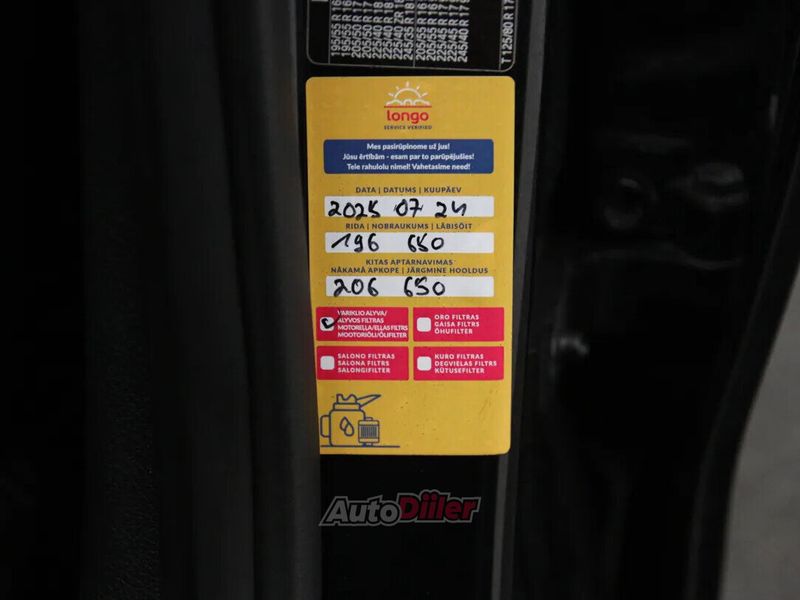 longo
SERVICE VERIFIED
Mes pasirūpinome už jus!
Jūsu ērtībām - esam par to parūpējušies!
Teie rahulolu nimel! Vahetasime need!
DATA | DATUMS | KUUPÄEV
2025 07 24
RIDA | NOBRAUKUMS | LÄBISÕIT
196 650
KITAS APTARNAVIMAS
NĀKAMĀ APKOPE | JÄRGMINE HOOLDUS
206 650
VARIKLIO ALYVA/
ALYVOS FILTRAS
MOTORELLA/EĻĻAS FILTRS
MOOTORIÕLI/ÕLIFILTER
ORO FILTRAS
GAISA FILTRS
ÕHUFILTER
SALONO FILTRAS
SALONA FILTRS
SALONGIFILTER
KURO FILTRAS
DEGVIELAS FILTRS
KÜTUSEFILTER
AutoDiiler